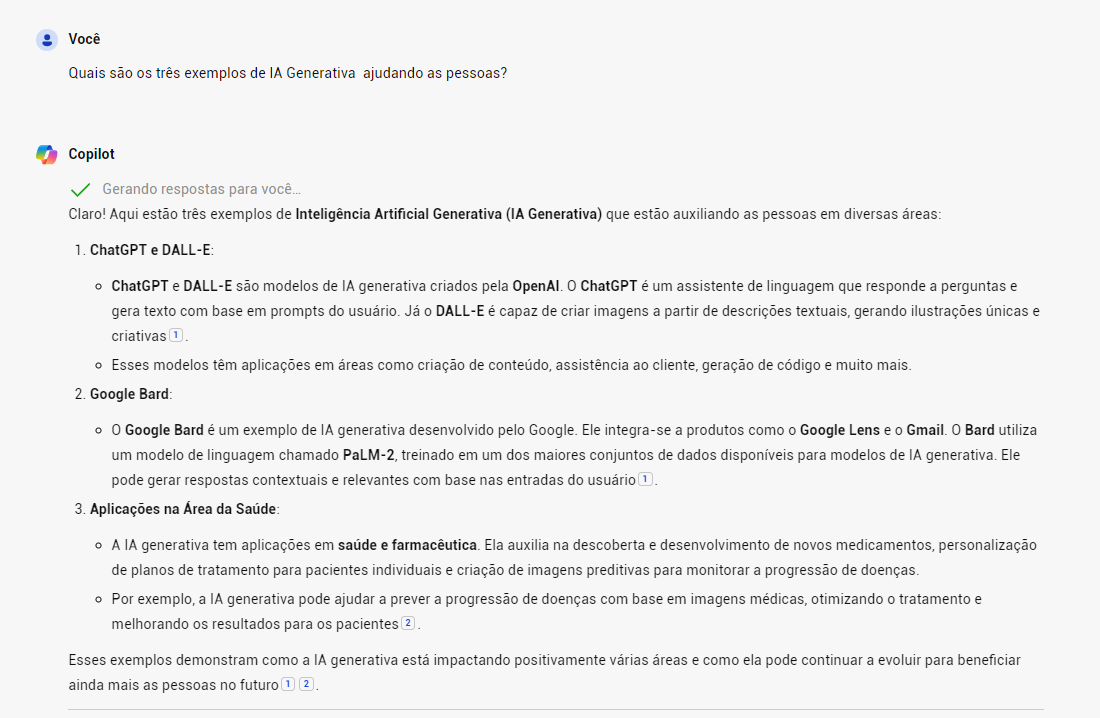 Você
Quais são os três exemplos de IA Generativa ajudando as pessoas?
Copilot
Gerando respostas para você...
Claro! Aqui estão três exemplos de Inteligência Artificial Generativa (IA Generativa) que estão auxiliando as pessoas em diversas áreas:
1. ChatGPT e DALL-E:
ChatGPT e DALL-E são modelos de IA generativa criados pela OpenAI. O ChatGPT é um assistente de linguagem que responde a perguntas e
gera texto com base em prompts do usuário. Já o DALL-E é capaz de criar imagens a partir de descrições textuais, gerando ilustrações únicas e
criativas 1 .
Esses modelos têm aplicações em áreas como criação de conteúdo, assistência ao cliente, geração de código e muito mais.
2. Google Bard:
O Google Bard é um exemplo de IA generativa desenvolvido pelo Google. Ele integra-se a produtos como o Google Lens e o Gmail. O Bard utiliza
um modelo de linguagem chamado PaLM-2, treinado em um dos maiores conjuntos de dados disponíveis para modelos de IA generativa. Ele
pode gerar respostas contextuais e relevantes com base nas entradas do usuário 1 .
3. Aplicações na Área da Saúde:
A IA generativa tem aplicações em saúde e farmacêutica. Ela auxilia na descoberta e desenvolvimento de novos medicamentos, personalização
de planos de tratamento para pacientes individuais e criação de imagens preditivas para monitorar a progressão de doenças.
Por exemplo, a IA generativa pode ajudar a prever a progressão de doenças com base em imagens médicas, otimizando o tratamento e
melhorando os resultados para os pacientes 2 .
Esses exemplos demonstram como a IA generativa está impactando positivamente várias áreas e como ela pode continuar a evoluir para beneficiar
ainda mais as pessoas no futuro 1 2 .